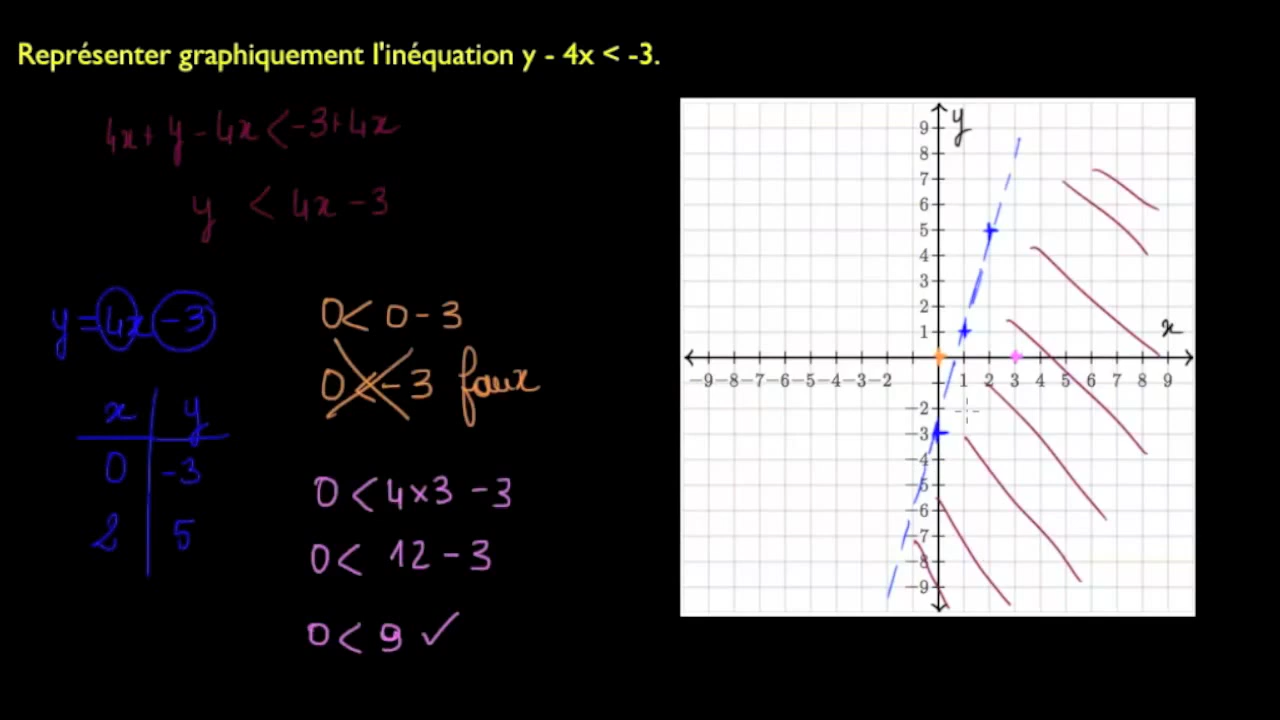 Représenter graphiquement l'inéquation y - 4x < -3.
4x + y - 4x < -3 + 4x
y < 4x - 3
y = 4x - 3
x y
0 -3
2 5
0 < 0 - 3
0 < -3 faux
0 < 4 × 3 - 3
0 < 12 - 3
0 < 9 ✓
y
9
8
7
6
5
4
3
2
1
x
-9 -8 -7 -6 -5 -4 -3 -2 1 2 3 4 5 6 7 8 9
-2
-3
-4
-5
-6
-7
-8
-9